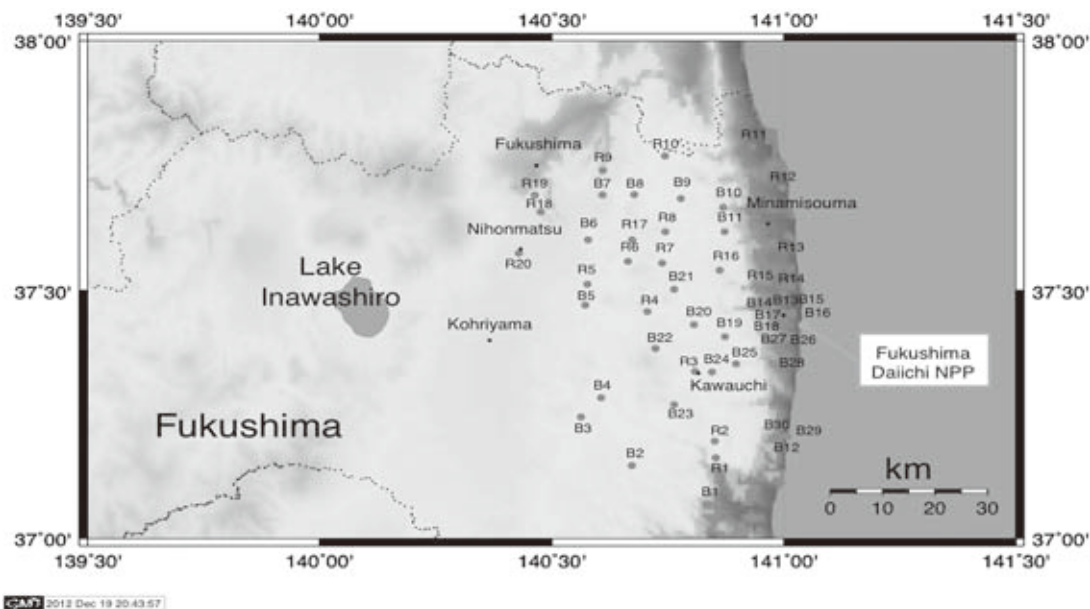 139˚30' 140˚00' 140˚30' 141˚00' 141˚30'
38˚00' 38˚00'
R11
Fukushima R10
R9 R12
R19 B7 B8 B9 B10
R18 Minamisouma
B6 R17 R8 B11
Nihonmatsu R13
R20 R6 R7 R16
Lake R5 B21 R15 R14
Inawashiro
37˚30' 37˚30'
B5 R4 B14 B13 B15
B20 B17 B16
Kohriyama B19 B18
B22 B27 B26
R3 B24 B25 B28
Fukushima
Daiichi NPP
Kawauchi
B4 B23
Fukushima B3 R2 B30 B29
B2 R1 B12
km
B1
0 10 20 30
37˚00' 37˚00'
139˚30' 140˚00' 140˚30' 141˚00' 141˚30'
GMT 2012 Dec 19 20:43:57